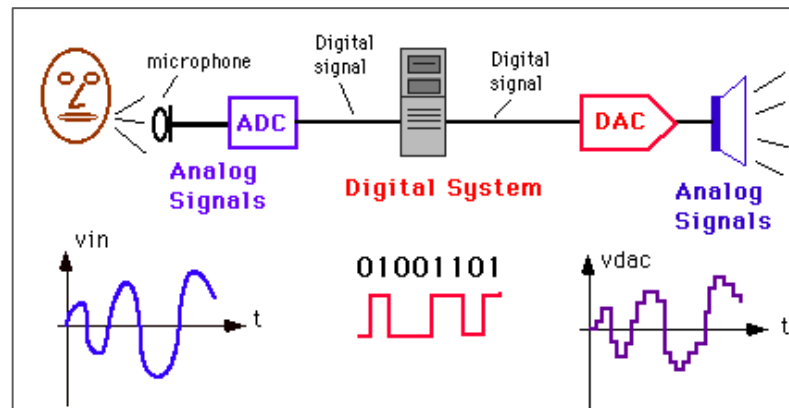 Digital
signal
microphone
Digital
signal
ADC
DAC
Analog
Signals
Digital System
Analog
Signals
vin
t
01001101
vdac
t